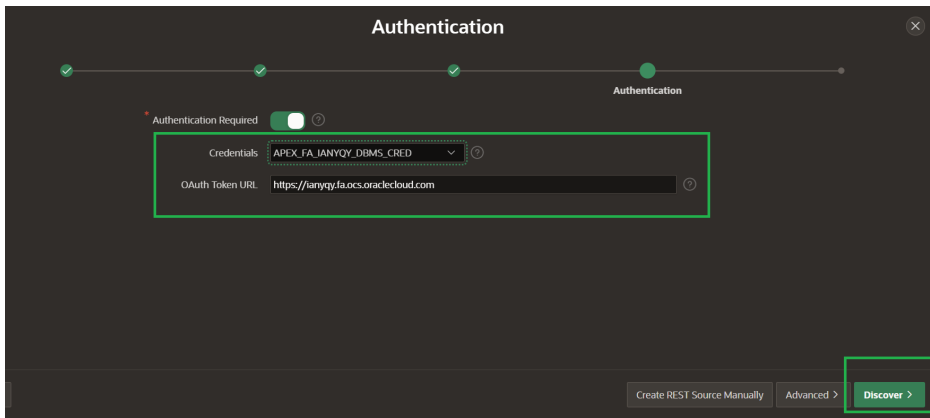 Authentication
Authentication
* Authentication Required
Credentials APEX_FA_IANYQY_DBMS_CRED
OAuth Token URL https://ianyqy.fa.ocs.oraclecloud.com
Create REST Source Manually Advanced > Discover >